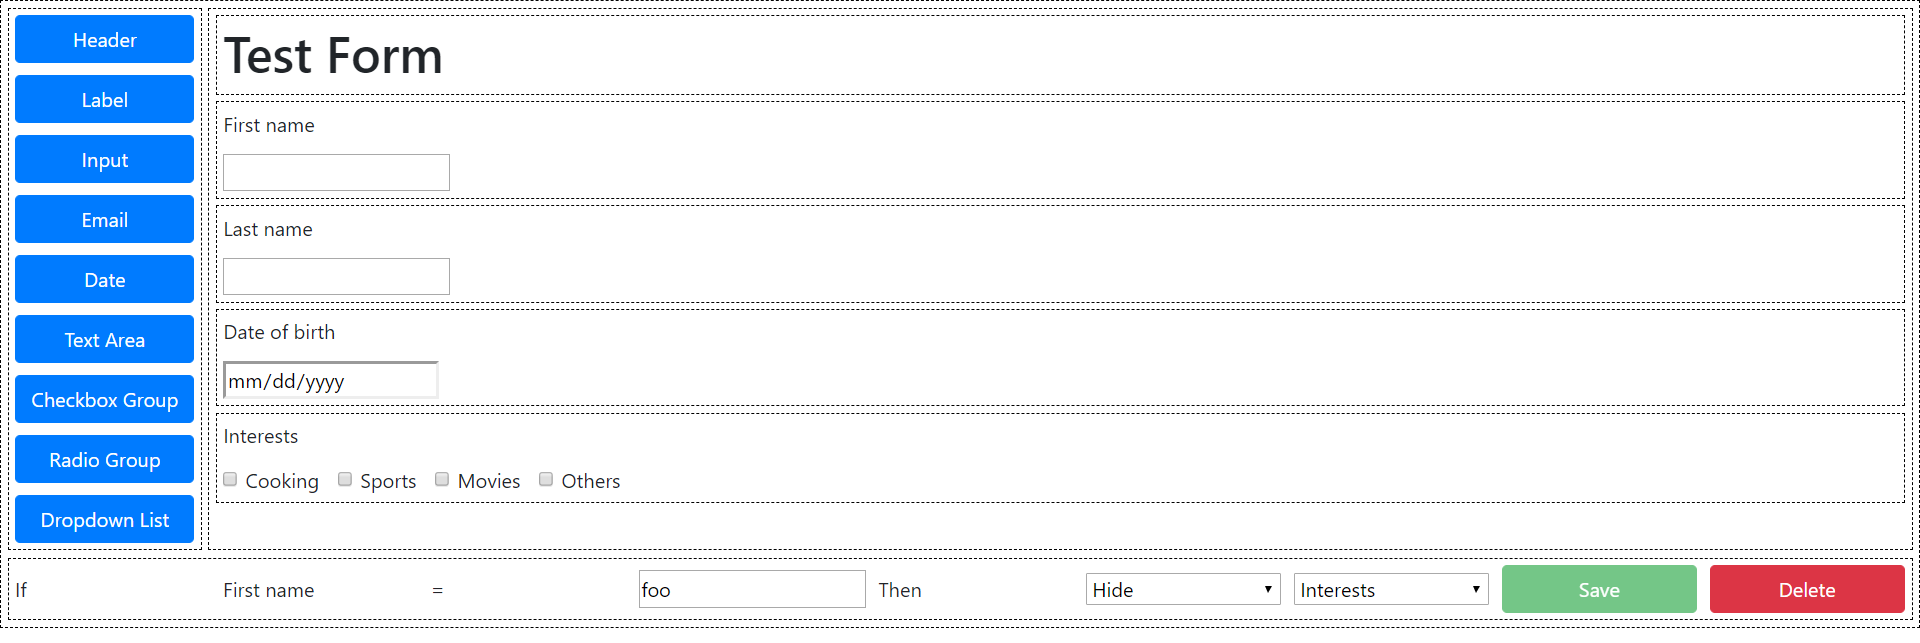 Header
Label
Input
Email
Date
Text Area
Checkbox Group
Radio Group
Dropdown List
Test Form
First name
Last name
Date of birth
mm/dd/yyyy
Interests
Cooking Sports Movies Others
If First name = foo Then Hide Interests Save Delete